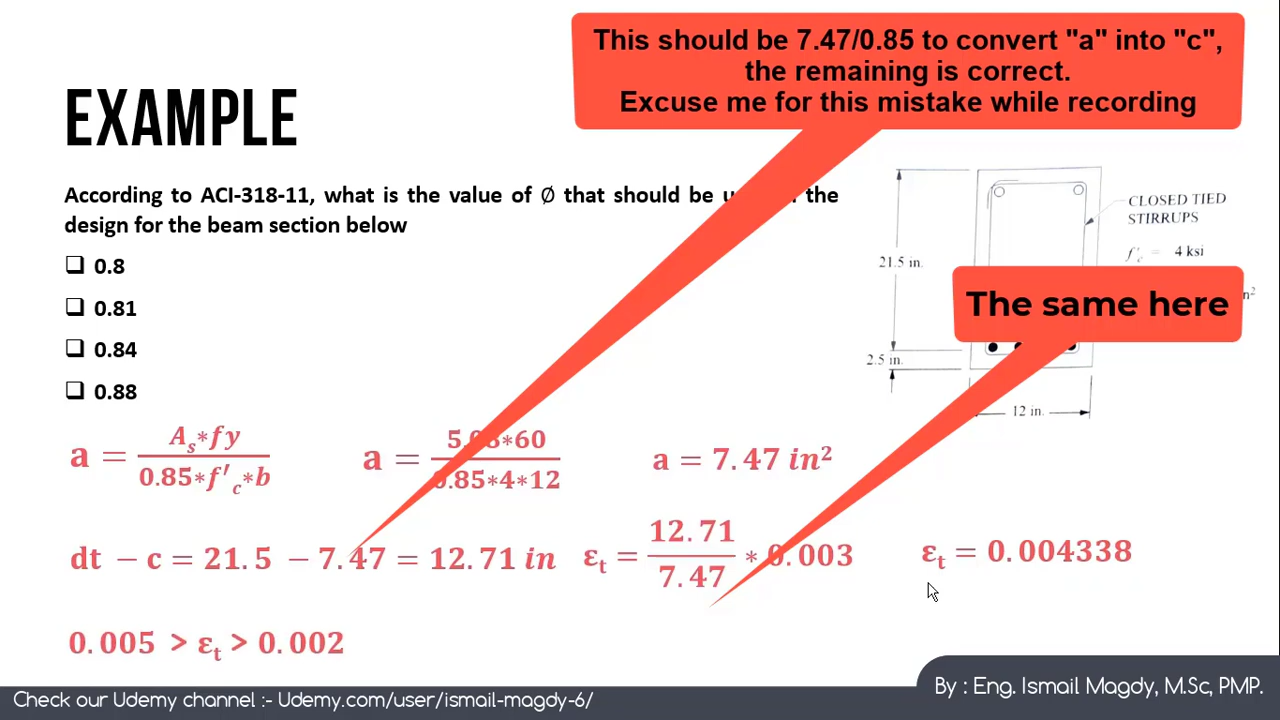 This should be 7.47/0.85 to convert "a" into "c",
the remaining is correct.
Excuse me for this mistake while recording
EXAMPLE
According to ACI-318-11, what is the value of Ø that should be the
design for the beam section below
❑ 0.8
❑ 0.81
❑ 0.84
❑ 0.88
CLOSED TIED
STIRRUPS
f'c = 4 ksi
21.5 in.
The same here
2.5 in.
12 in.
a = As*fy / 0.85*f'c*b
a = *60 / 0.85*4*12
a = 7.47 in²
dt − c = 21.5 − 7.47 = 12.71 in
εt = 12.71 / 7.47 * 0.003
εt = 0.004338
0.005 > εt > 0.002
Check our Udemy channel :- Udemy.com/user/ismail-magdy-6/
By : Eng. Ismail Magdy, M.Sc, PMP.